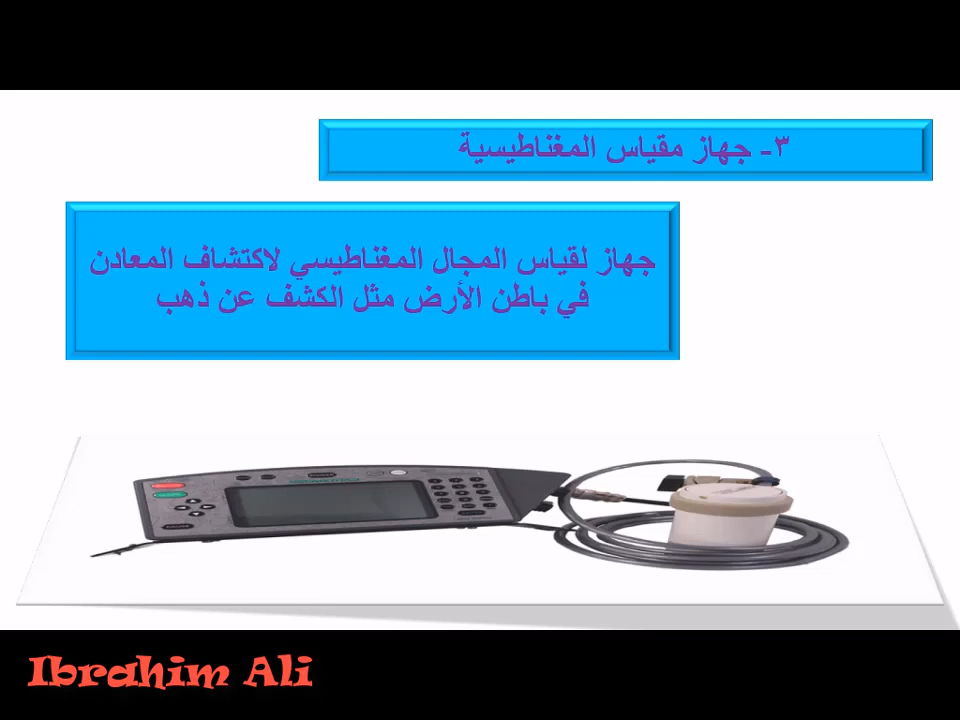 ٣- جهاز مقياس المغناطيسية
جهاز لقياس المجال المغناطيسي لاكتشاف المعادن
في باطن الأرض مثل الكشف عن ذهب
Ibrahim Ali